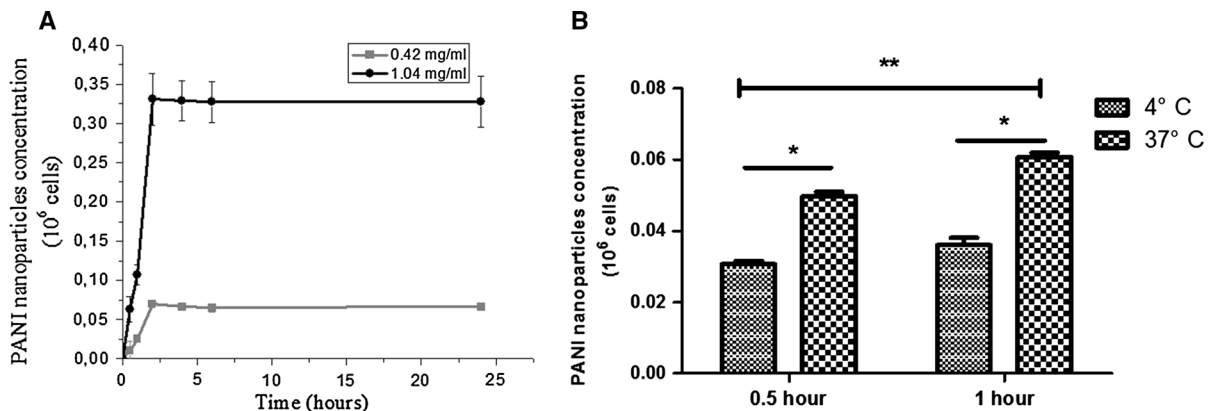 A
PANI nanoparticles concentration
(10⁶ cells)
0,40
0,35
0,30
0,25
0,20
0,15
0,10
0,05
0,00
0.42 mg/ml
1.04 mg/ml
0
5
10
15
20
25
Time (hours)
B
PANI nanoparticles concentration
(10⁶ cells)
0.08
0.06
0.04
0.02
0.00
**
*
*
4° C
37° C
0.5 hour
1 hour